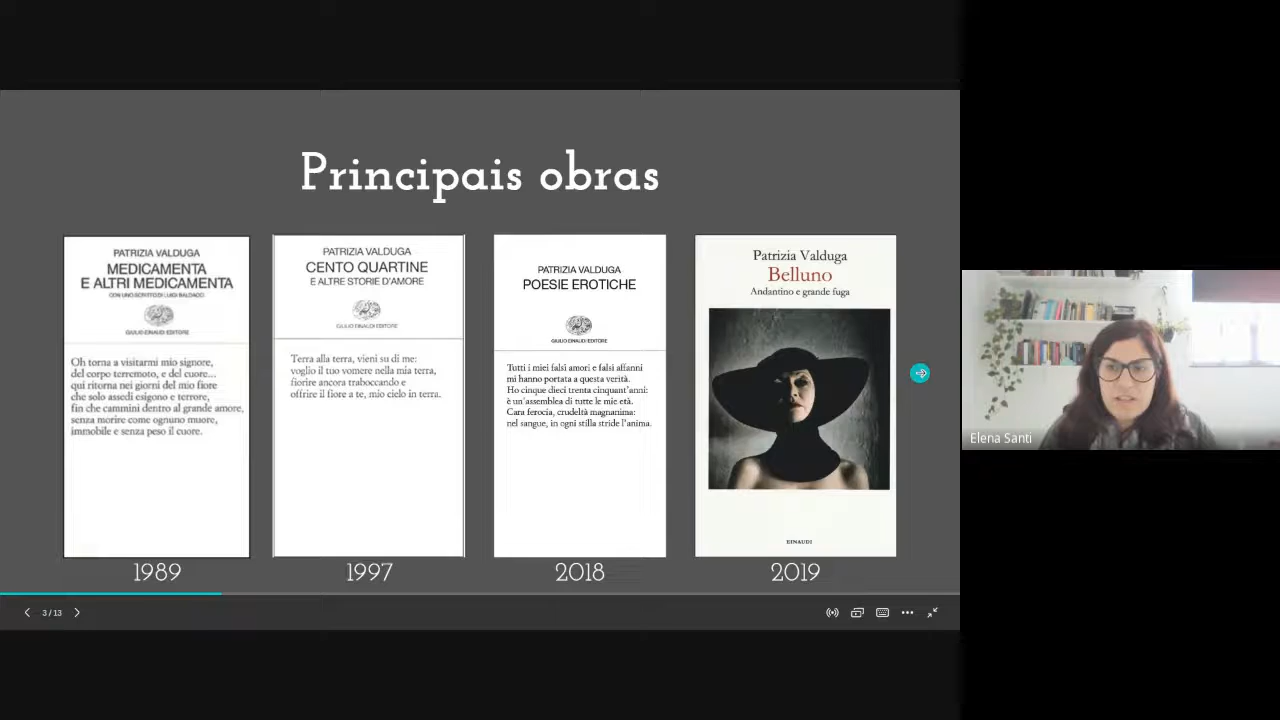 Principais obras
PATRIZIA VALDUGA
MEDICAMENTA
E ALTRI MEDICAMENTA
CON UNO SCRITTO DI LUIGI BALDACCI
GIULIO EINAUDI EDITORE
Oh torna a visitarmi mio signore,
del corpo terremoto, e del cuore...
qui ritorna nei giorni del mio fiore
che solo assedi esigono e terrore,
fin che cammini dentro al grande amore,
senza morire come ognuno muore,
immobile e senza peso il cuore.
1989
PATRIZIA VALDUGA
CENTO QUARTINE
E ALTRE STORIE D'AMORE
GIULIO EINAUDI EDITORE
Terra alla terra, vieni su di me:
voglio il tuo vomere nella mia terra,
fiorire ancora traboccando e
offrire il fiore a te, mio cielo in terra.
1997
PATRIZIA VALDUGA
POESIE EROTICHE
GIULIO EINAUDI EDITORE
Tutti i miei falsi amori e falsi affanni
mi hanno portata a questa verità.
Ho cinque dieci trenta cinquant'anni:
è un'assemblea di tutte le mie età.
Cara ferocia, crudeltà magnanima:
nel sangue, in ogni stilla stride l'anima.
2018
Patrizia Valduga
Belluno
Andantino e grande fuga
EINAUDI
2019
3 / 13
Elena Santi